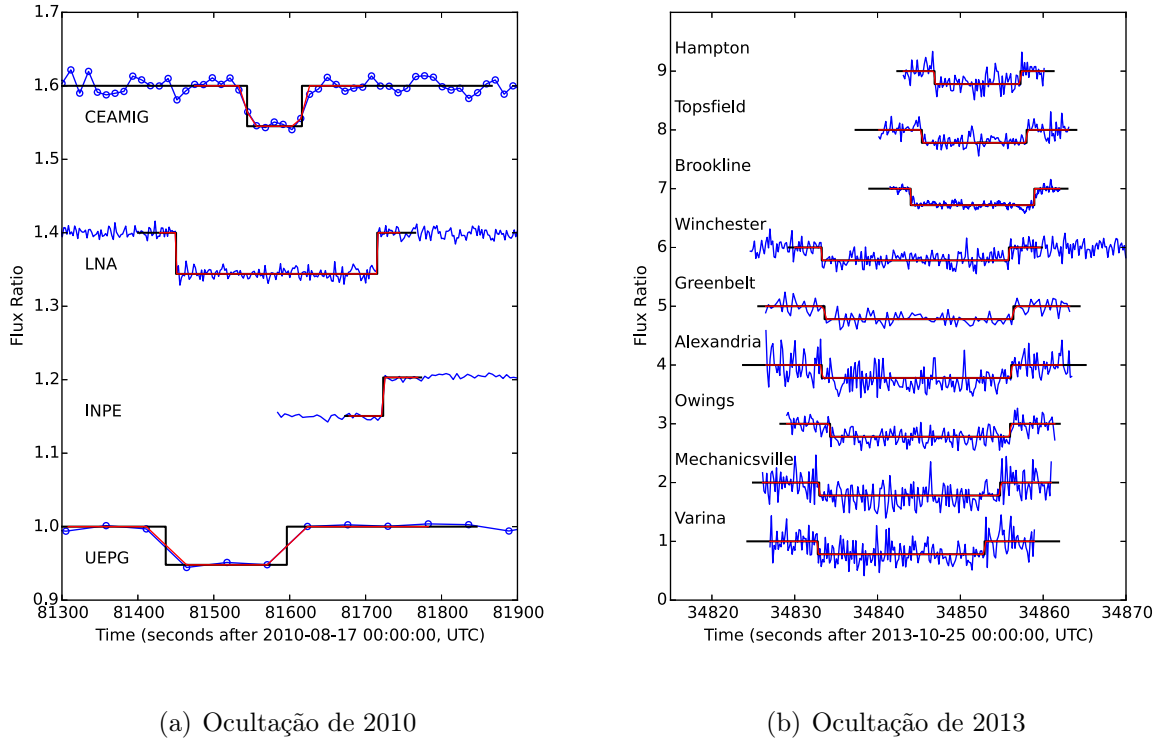 1.7
1.6
1.5
1.4
1.3
1.2
1.1
1.0
0.9
Flux Ratio
CEAMIG
LNA
INPE
UEPG
81300 81400 81500 81600 81700 81800 81900
Time (seconds after 2010-08-17 00:00:00, UTC)
(a) Ocultação de 2010
9
8
7
6
5
4
3
2
1
0
Flux Ratio
Hampton
Topsfield
Brookline
Winchester
Greenbelt
Alexandria
Owings
Mechanicsville
Varina
34820 34830 34840 34850 34860 34870
Time (seconds after 2013-10-25 00:00:00, UTC)
(b) Ocultação de 2013